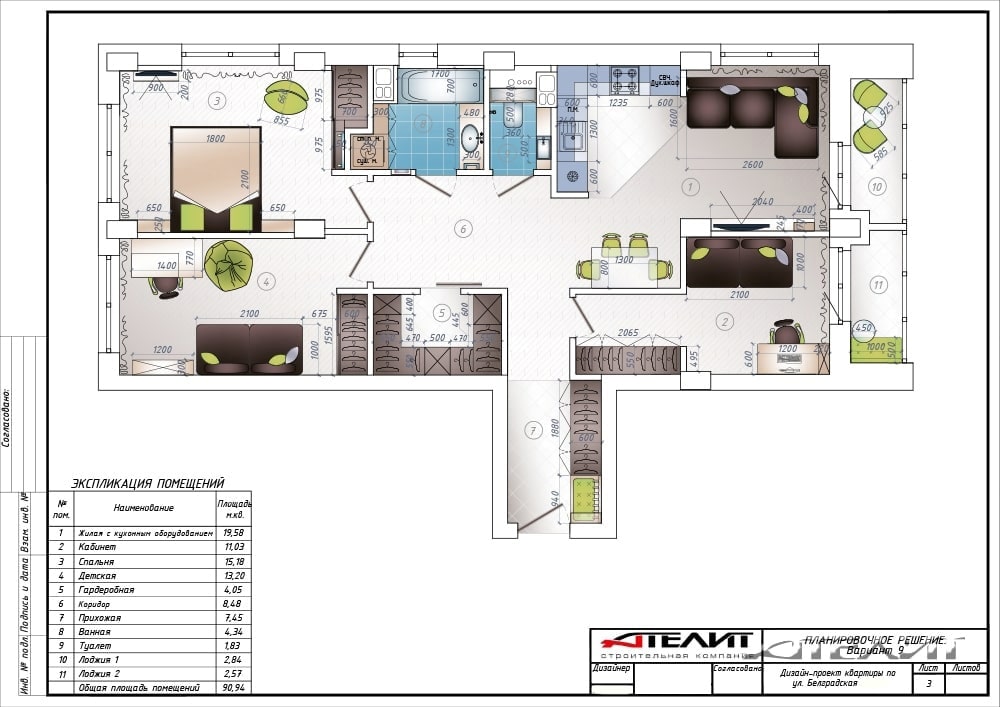 1700
700
900
200
3
660
855
975
975
700
300
стир. м.
суш. м.
8
1300
480
300
280
500
360
500
600
1235
600
СВЧ,
Дух.шкаф
П.М.
1300
600
1600
2600
925
585
10
1800
2100
650
650
250
1
2040
400
245
6
1400
770
4
1300
800
1000
2100
11
2100
675
1200
300
1000
1595
600
400
645
5
445
600
470
500
470
2
2065
550
495
600
1200
450
1000
500
7
1880
600
940
ЭКСПЛИКАЦИЯ ПОМЕЩЕНИЙ
№ пом. Наименование Площадь м.кв.
1 Жилая с кухонным оборудованием 19,58
2 Кабинет 11,03
3 Спальня 15,18
4 Детская 13,20
5 Гардеробная 4,05
6 Коридор 8,48
7 Прихожая 7,45
8 Ванная 4,34
9 Туалет 1,83
10 Лоджия 1 2,84
11 Лоджия 2 2,57
Общая площадь помещений 90,94
Согласовано:
Взам. инв. №
Подпись и дата
Инв. № подл.
АТЕЛИТ
строительная компания
ПЛАНИРОВОЧНОЕ РЕШЕНИЕ.
Вариант 9
АТЕЛИТ
Дизайнер
Согласовано
Дизайн-проект квартиры по
ул. Белградская
Лист Листов
3